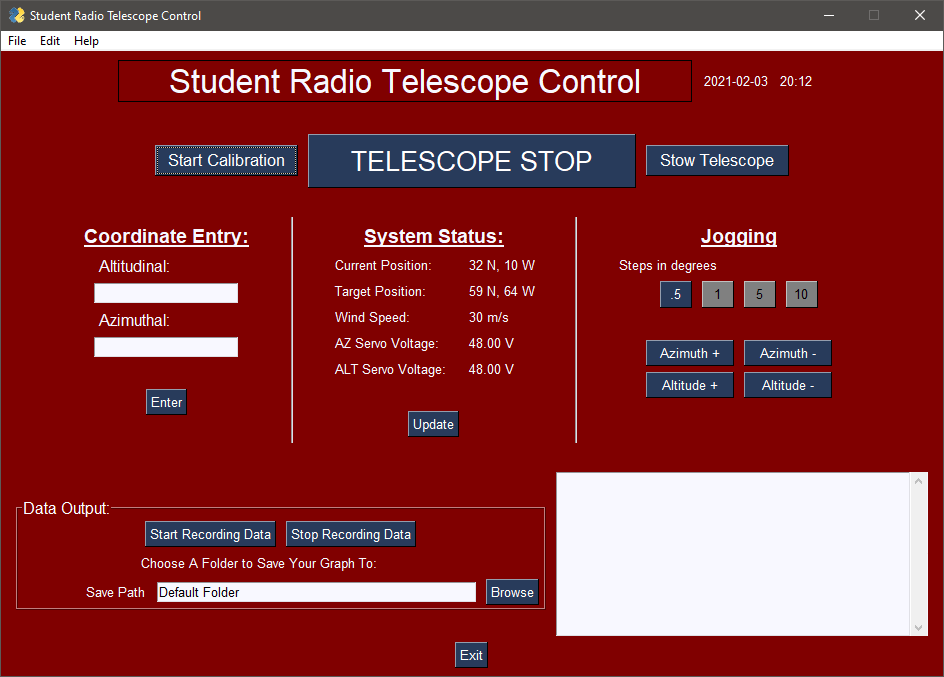 Student Radio Telescope Control
File Edit Help
Student Radio Telescope Control 2021-02-03 20:12
Start Calibration TELESCOPE STOP Stow Telescope
Coordinate Entry:
Altitudinal:
Azimuthal:
Enter
System Status:
Current Position: 32 N, 10 W
Target Position: 59 N, 64 W
Wind Speed: 30 m/s
AZ Servo Voltage: 48.00 V
ALT Servo Voltage: 48.00 V
Update
Jogging
Steps in degrees
.5 1 5 10
Azimuth + Azimuth -
Altitude + Altitude -
Data Output:
Start Recording Data Stop Recording Data
Choose A Folder to Save Your Graph To:
Save Path Default Folder Browse
Exit